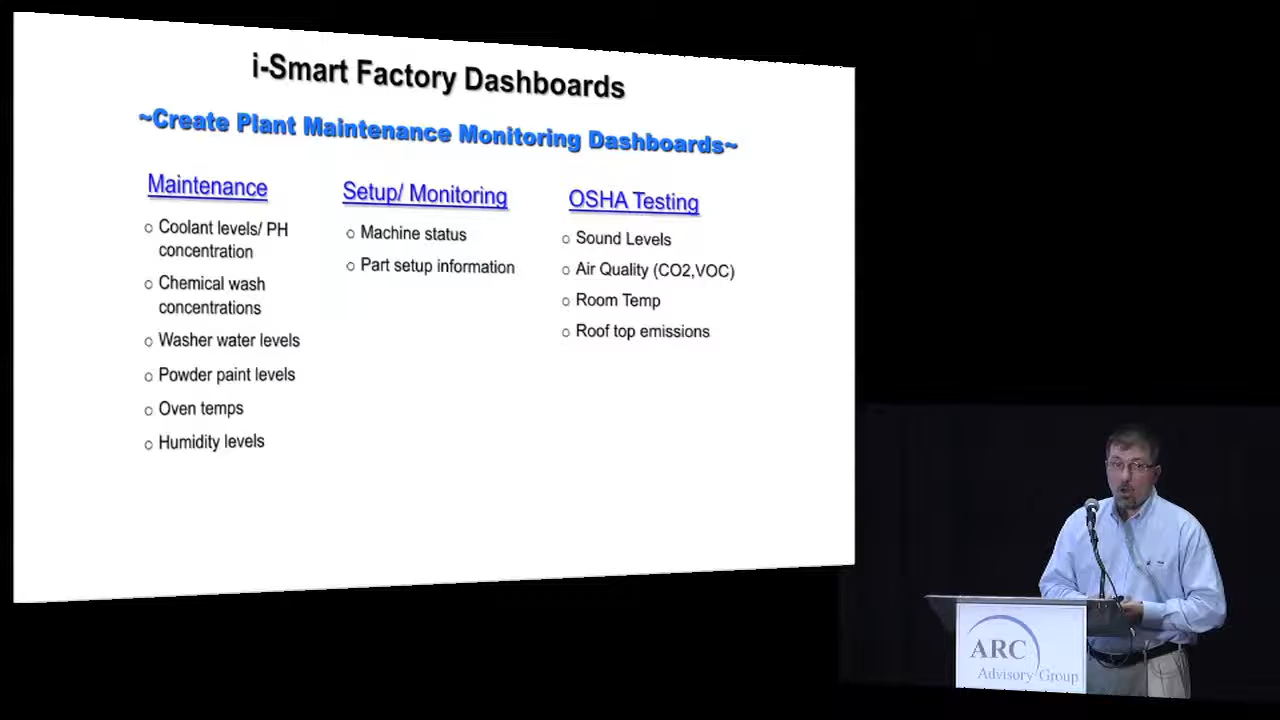 i-Smart Factory Dashboards
~Create Plant Maintenance Monitoring Dashboards~
Maintenance
Coolant levels/ PH
concentration
Chemical wash
concentrations
Washer water levels
Powder paint levels
Oven temps
Humidity levels
Setup/ Monitoring
Machine status
Part setup information
OSHA Testing
Sound Levels
Air Quality (CO2,VOC)
Room Temp
Roof top emissions
ARC
Advisory Group